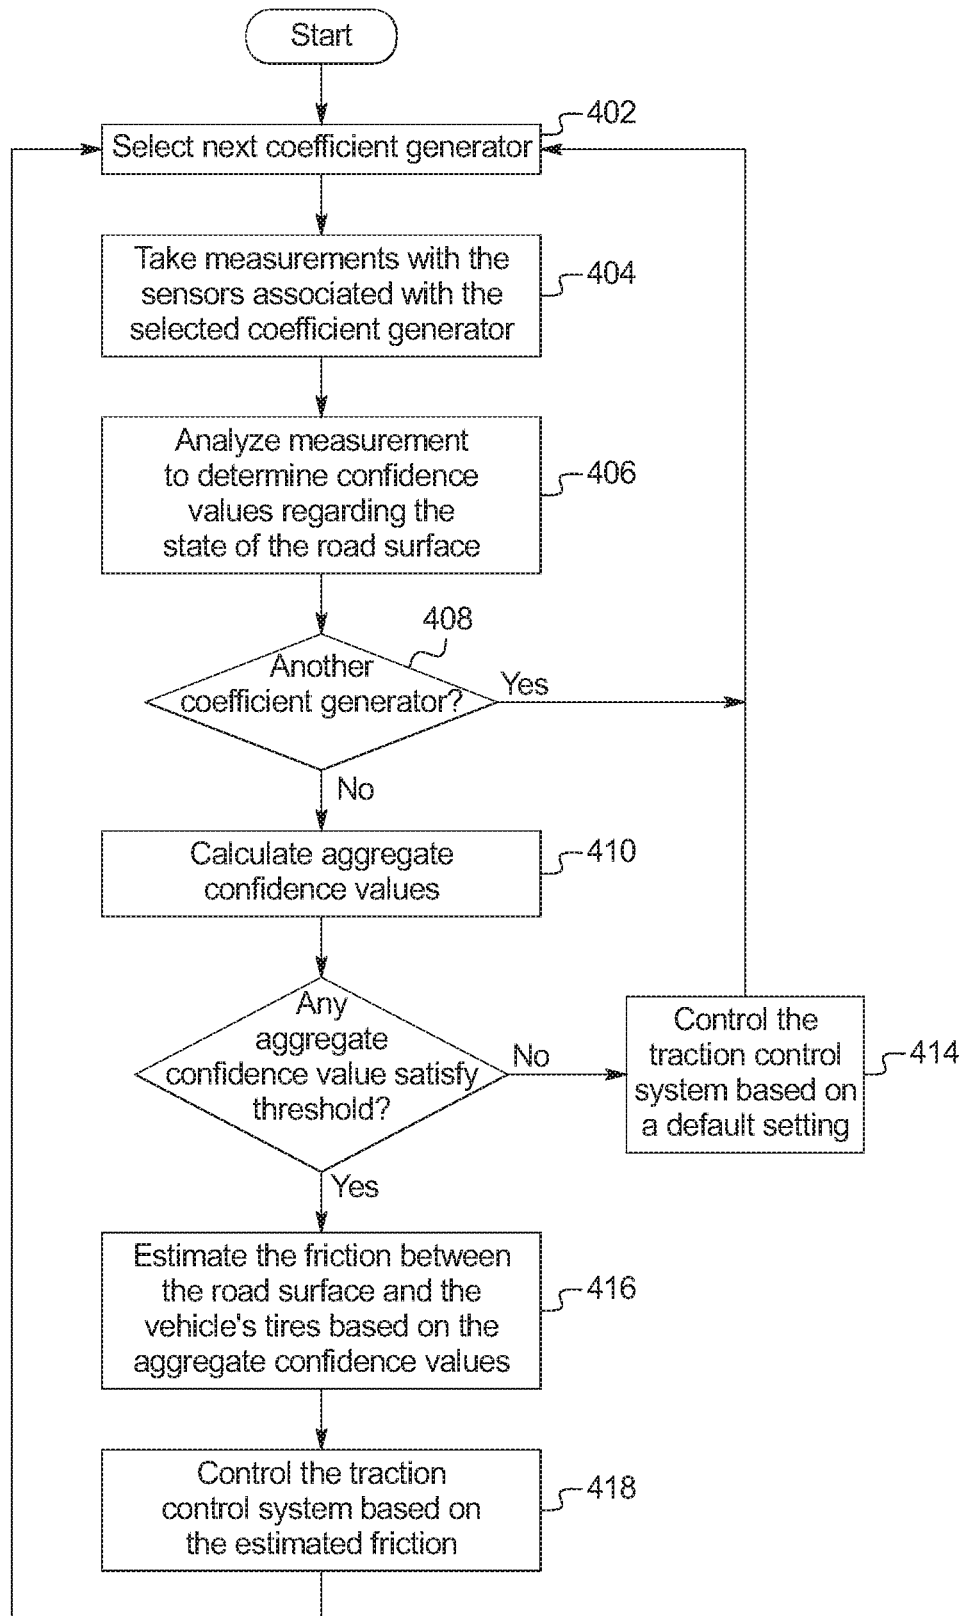 Start
402
Select next coefficient generator
Take measurements with the
sensors associated with the
selected coefficient generator
404
Analyze measurement
to determine confidence
values regarding the
state of the road surface
406
408
Another
coefficient generator?
Yes
No
Calculate aggregate
confidence values
410
Any
aggregate
confidence value satisfy
threshold?
No
Control the
traction control
system based on
a default setting
414
Yes
Estimate the friction between
the road surface and the
vehicle's tires based on the
aggregate confidence values
416
Control the traction
control system based on
the estimated friction
418